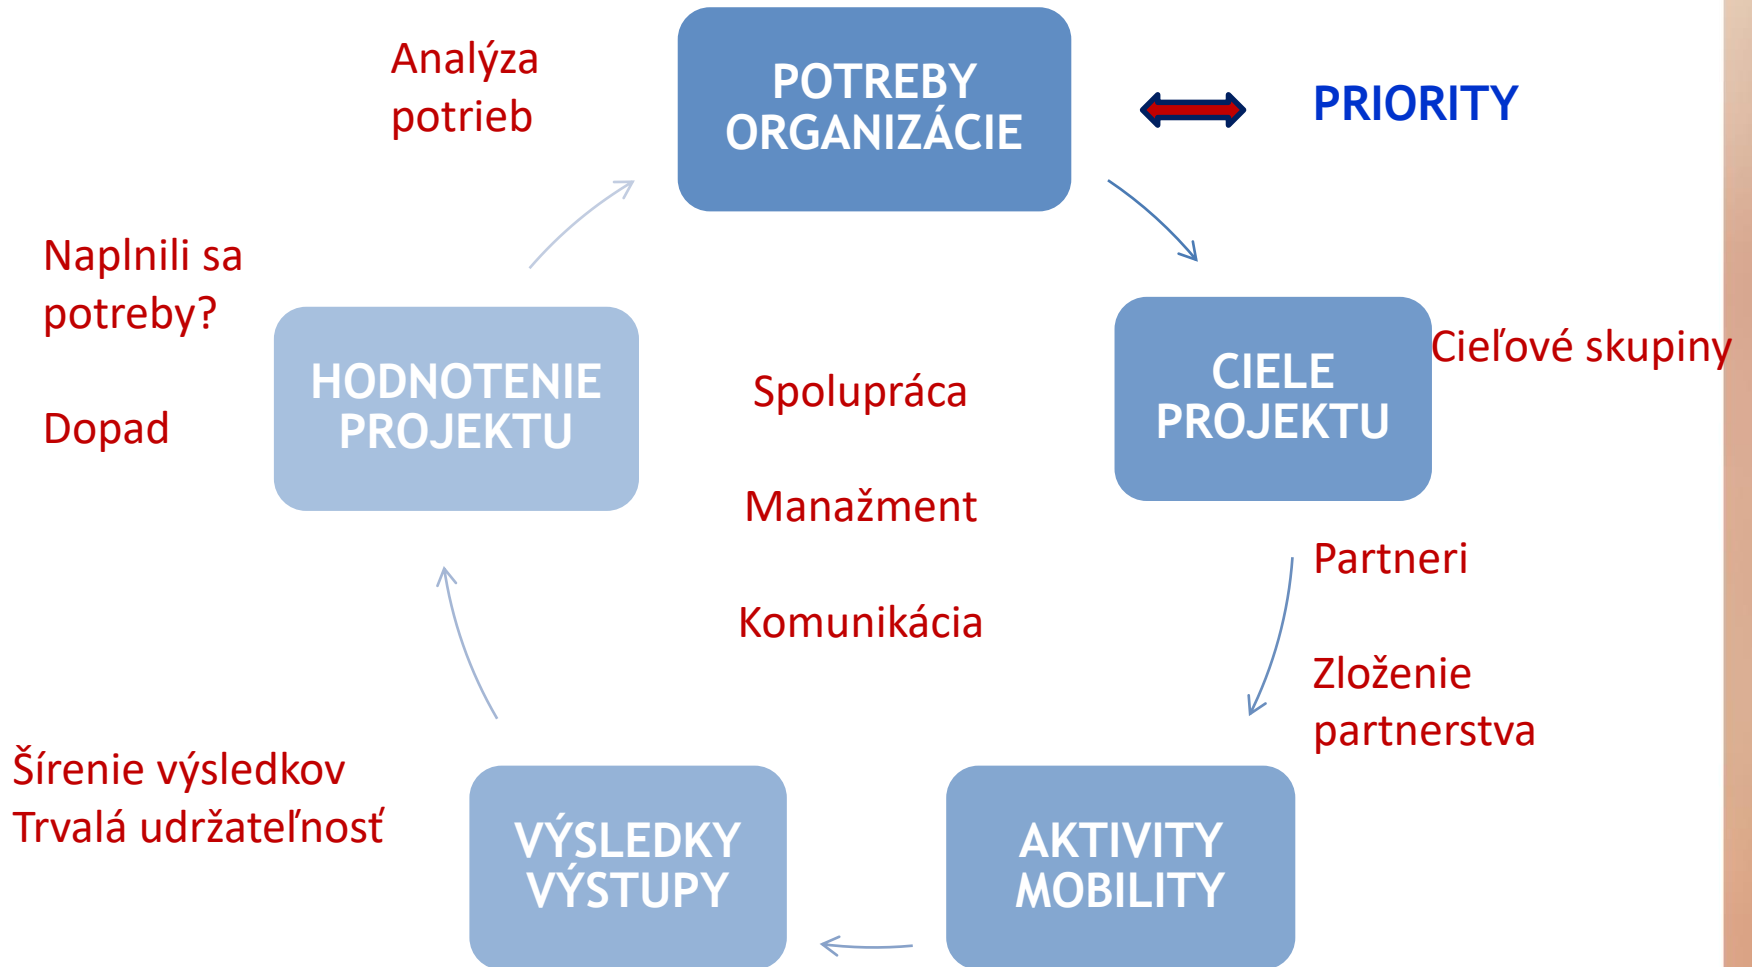 Analýza
potrieb
POTREBY
ORGANIZÁCIE
PRIORITY
Naplnili sa
potreby?
Dopad
HODNOTENIE
PROJEKTU
Spolupráca
Manažment
Komunikácia
CIELE
PROJEKTU
Cieľové skupiny
Partneri
Zloženie
partnerstva
Šírenie výsledkov
Trvalá udržateľnosť
VÝSLEDKY
VÝSTUPY
AKTIVITY
MOBILITY